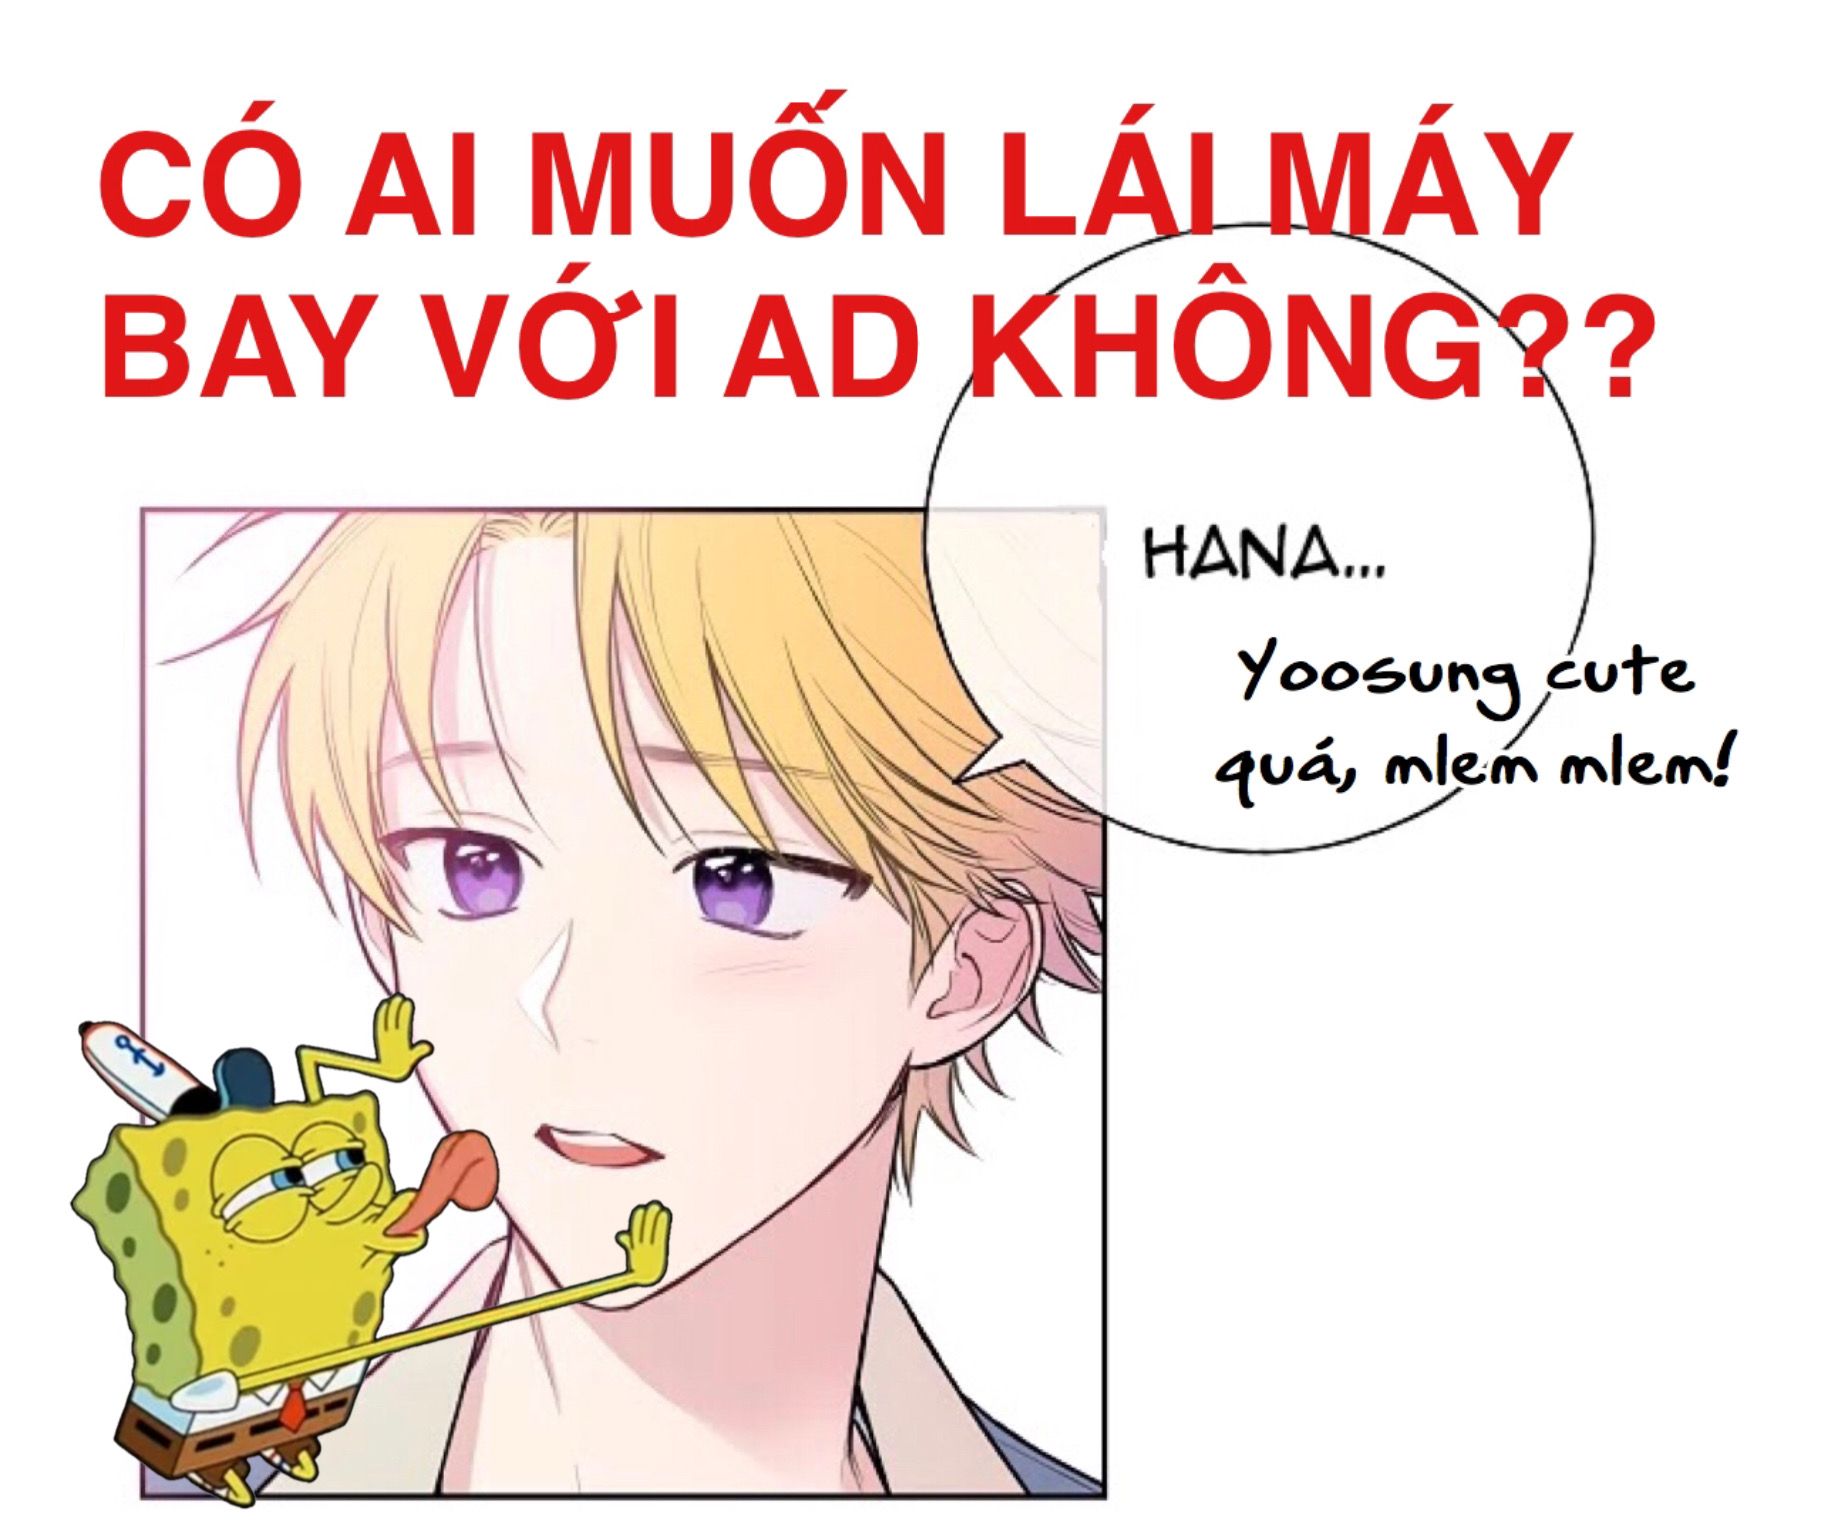 CÓ AI MUỐN LÁI MÁY
BAY VỚI AD KHÔNG??
HANA...
Yoosung cute
quá, mlem mlem!